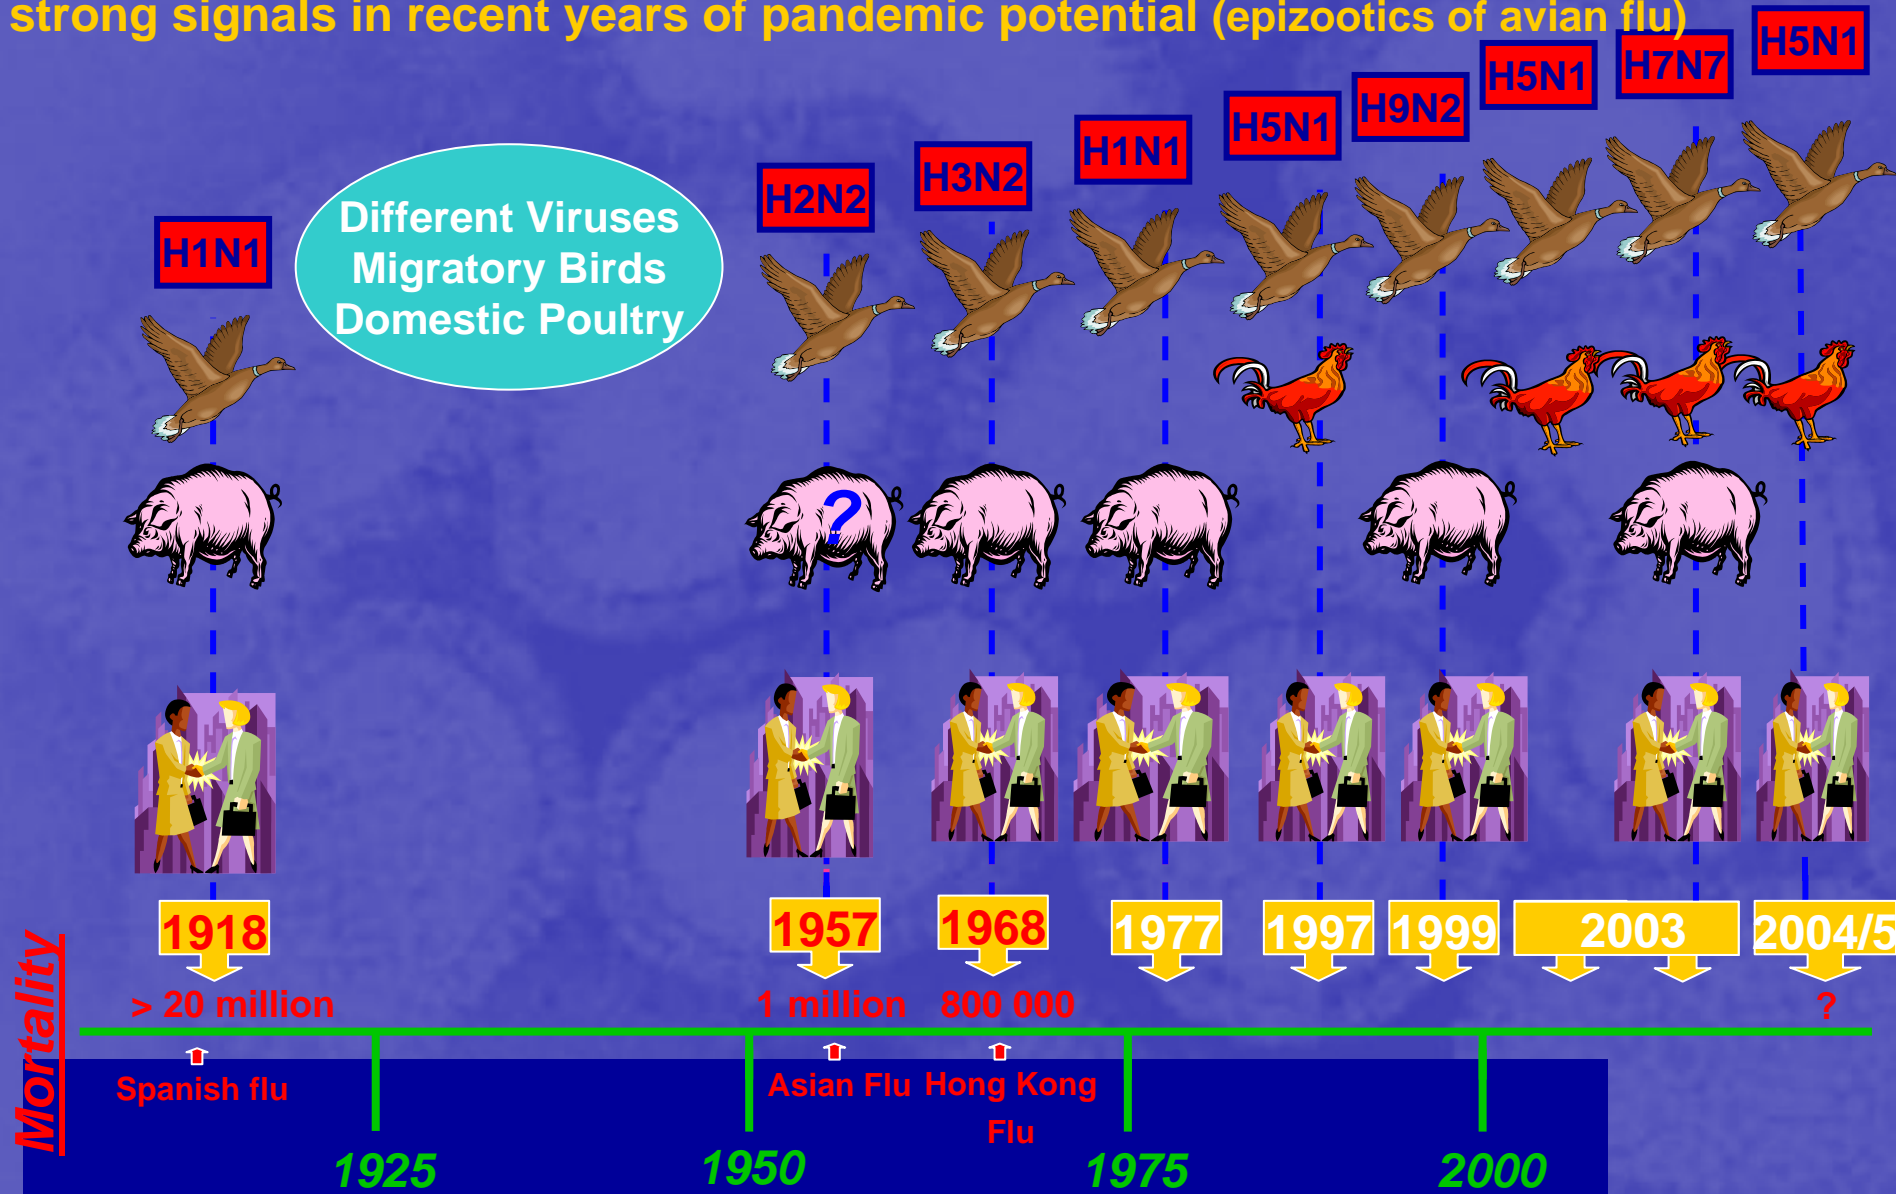 strong signals in recent years of pandemic potential (epizootics of avian flu)
H1N1
Different Viruses
Migratory Birds
Domestic Poultry
H2N2
H3N2
H1N1
H5N1
H9N2
H5N1
H7N7
H5N1
?
1918
1957
1968
1977
1997
1999
2003
2004/5
Mortality
> 20 million
1 million
800 000
?
Spanish flu
Asian Flu
Hong Kong
Flu
1925
1950
1975
2000